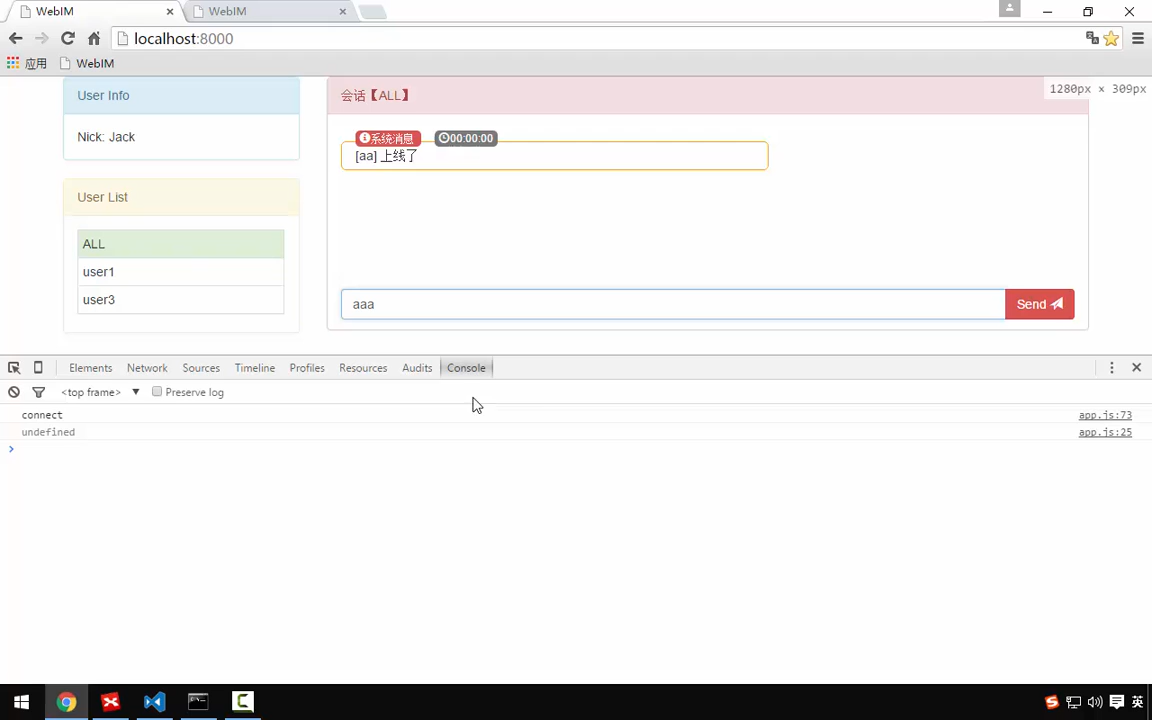 WebIM
WebIM
localhost:8000
应用
WebIM
User Info
Nick: Jack
User List
ALL
user1
user3
会话【ALL】
系统消息
00:00:00
[aa] 上线了
aaa
Send
1280px × 309px
Elements
Network
Sources
Timeline
Profiles
Resources
Audits
Console
<top frame>
Preserve log
connect
app.js:73
undefined
app.js:25
英